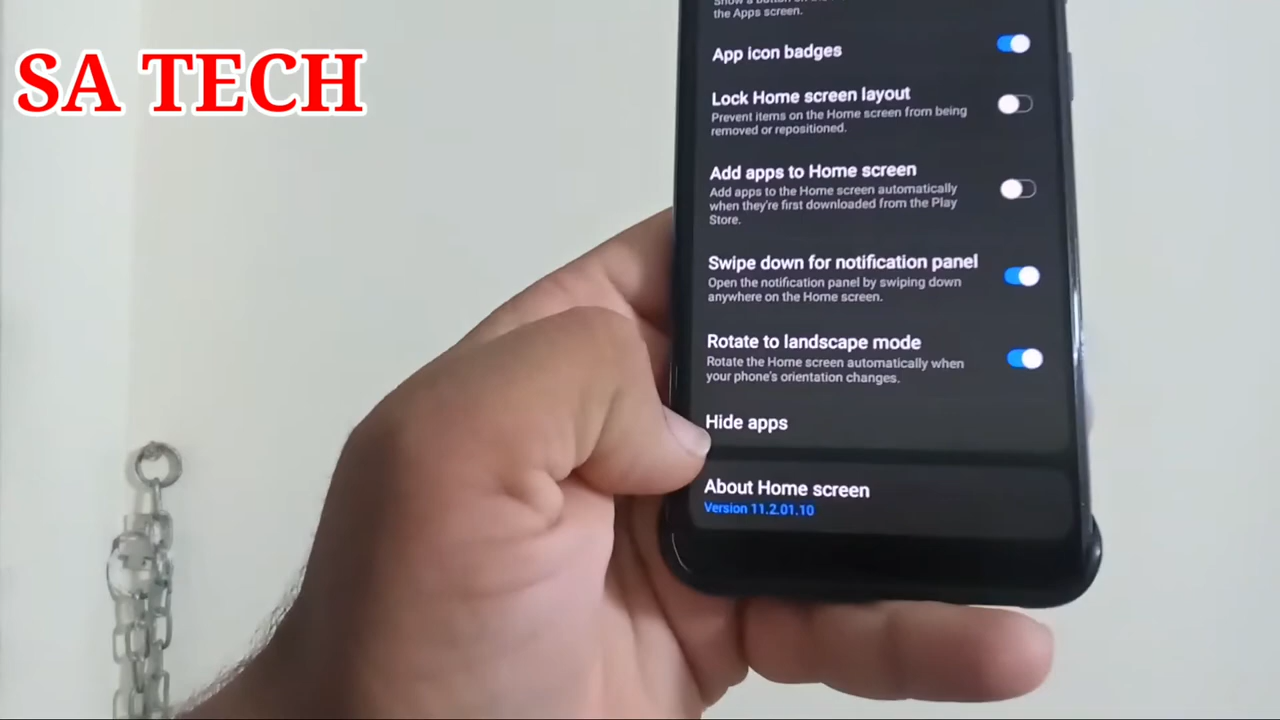 SA TECH
the Apps screen.
App icon badges
Lock Home screen layout
Prevent items on the Home screen from being
removed or repositioned.
Add apps to Home screen
Add apps to the Home screen automatically
when they're first downloaded from the Play
Store.
Swipe down for notification panel
Open the notification panel by swiping down
anywhere on the Home screen.
Rotate to landscape mode
Rotate the Home screen automatically when
your phone's orientation changes.
Hide apps
About Home screen
Version 11.2.01.10